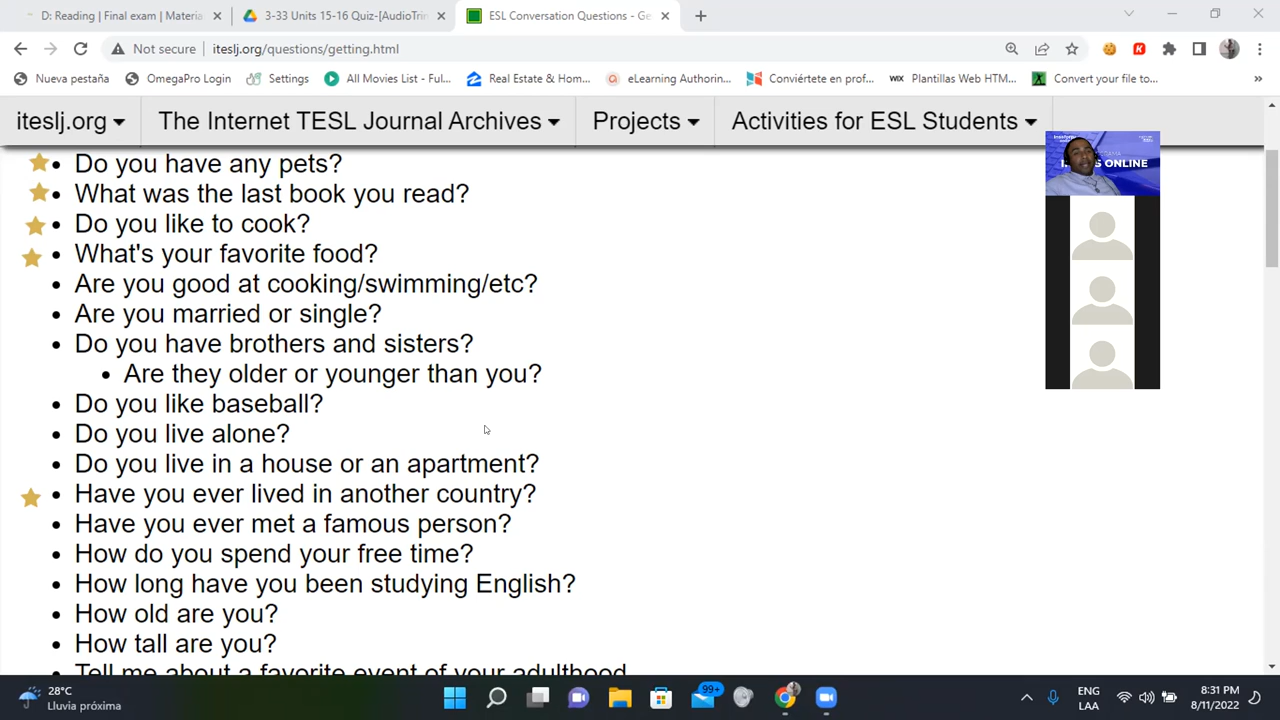 D: Reading | Final exam | Materia
3-33 Units 15-16 Quiz-[AudioTrin
ESL Conversation Questions - Ge
Not secure
iteslj.org/questions/getting.html
Nueva pestaña
OmegaPro Login
Settings
All Movies List - Ful...
Real Estate & Hom...
eLearning Authorin...
Conviértete en prof...
WIX Plantillas Web HTM...
Convert your file to...
»
iteslj.org
The Internet TESL Journal Archives
Projects
Activities for ESL Students
Do you have any pets?
What was the last book you read?
Do you like to cook?
What's your favorite food?
Are you good at cooking/swimming/etc?
Are you married or single?
Do you have brothers and sisters?
Are they older or younger than you?
Do you like baseball?
Do you live alone?
Do you live in a house or an apartment?
Have you ever lived in another country?
Have you ever met a famous person?
How do you spend your free time?
How long have you been studying English?
How old are you?
How tall are you?
Tell me about a favorite event of your adulthood
ONLINE
28°C
Lluvia próxima
99+
ENG
LAA
8:31 PM
8/11/2022